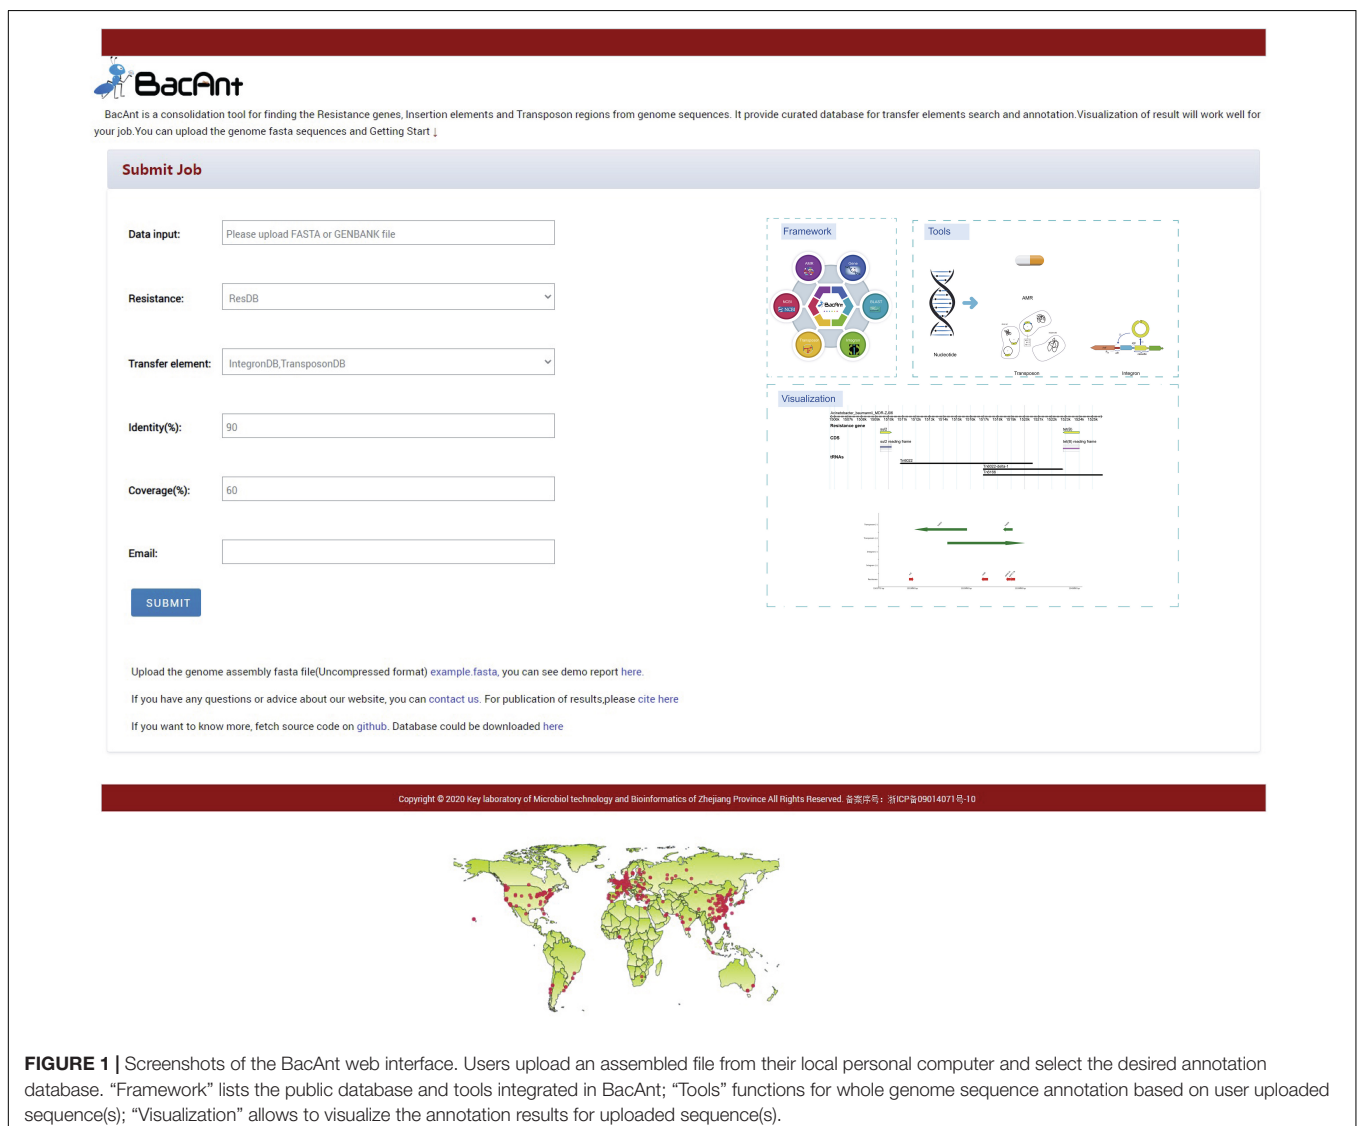 BacAnt
BacAnt is a consolidation tool for finding the Resistance genes, Insertion elements and Transposon regions from genome sequences. It provide curated database for transfer elements search and annotation.Visualization of result will work well for
your job.You can upload the genome fasta sequences and Getting Start ↓
Submit Job
Data input:
Please upload FASTA or GENBANK file
Resistance:
ResDB
Transfer element:
IntegronDB,TransposonDB
Identity(%):
90
Coverage(%):
60
Email:
SUBMIT
Framework
BacAnt
Tools
Nucleotide
AMR
Transposon
Integron
Visualization
Resistance gene
CDS
tRNAs
Upload the genome assembly fasta file(Uncompressed format) example.fasta, you can see demo report here.
If you have any questions or advice about our website, you can contact us. For publication of results,please cite here
If you want to know more, fetch source code on github. Database could be downloaded here
Copyright © 2020 Key laboratory of Microbiol technology and Bioinformatics of Zhejiang Province All Rights Reserved. 备案序号：浙ICP备09014071号-10
FIGURE 1 | Screenshots of the BacAnt web interface. Users upload an assembled file from their local personal computer and select the desired annotation
database. “Framework” lists the public database and tools integrated in BacAnt; “Tools” functions for whole genome sequence annotation based on user uploaded
sequence(s); “Visualization” allows to visualize the annotation results for uploaded sequence(s).